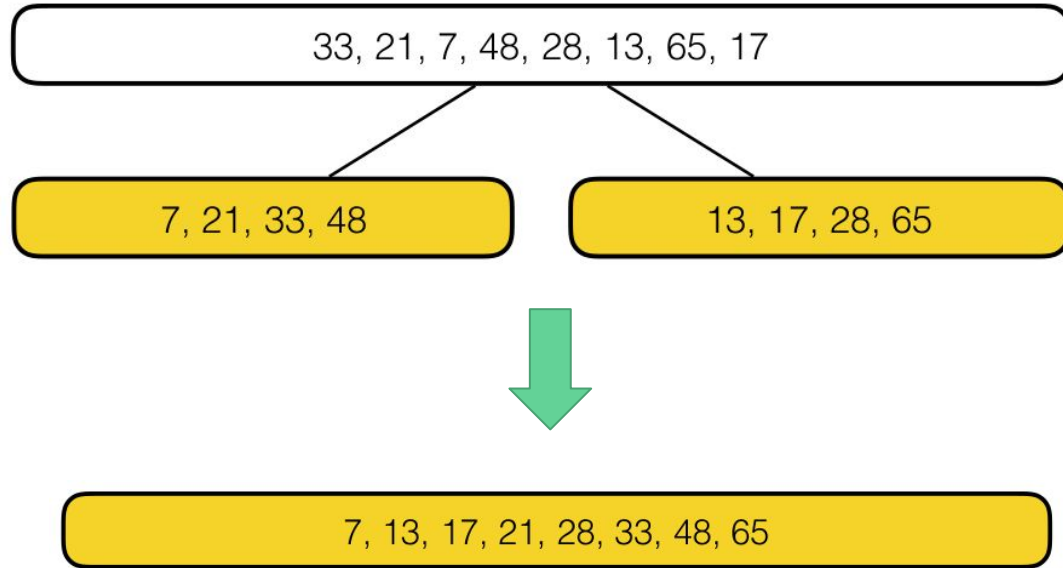 33, 21, 7, 48, 28, 13, 65, 17
7, 21, 33, 48
13, 17, 28, 65
7, 13, 17, 21, 28, 33, 48, 65